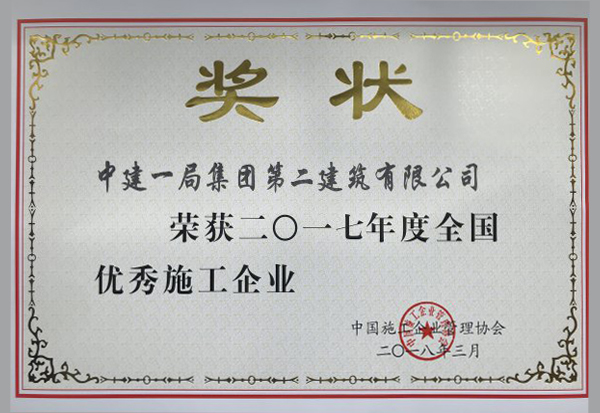 奖状
中建一局集团第二建筑有限公司
荣获二〇一七年度全国
优秀施工企业
中国施工企业管理协会
二〇一八年三月